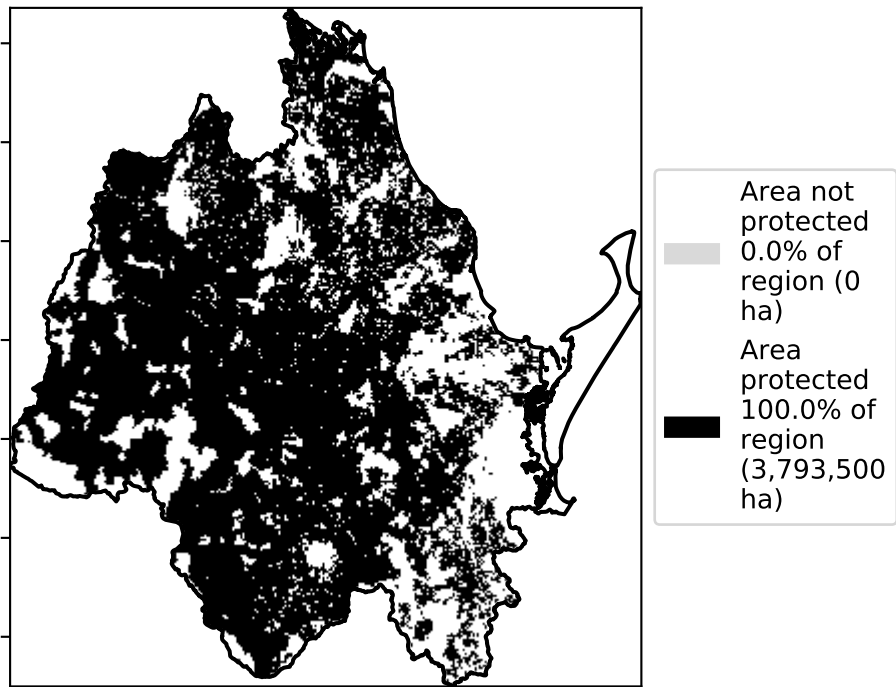 Area not
protected
0.0% of
region (0
ha)
Area
protected
100.0% of
region
(3,793,500
ha)